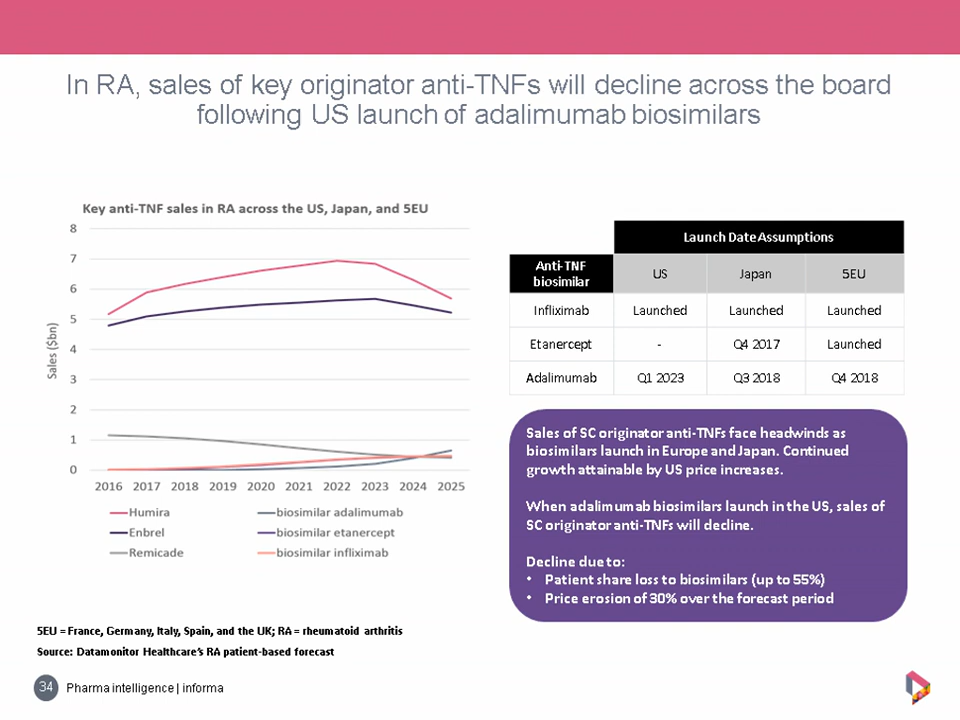 In RA, sales of key originator anti-TNFs will decline across the board
following US launch of adalimumab biosimilars
Key anti-TNF sales in RA across the US, Japan, and 5EU
Sales ($bn)
8
7
6
5
4
3
2
1
0
2016 2017 2018 2019 2020 2021 2022 2023 2024 2025
Humira biosimilar adalimumab
Enbrel biosimilar etanercept
Remicade biosimilar infliximab
Launch Date Assumptions
Anti-TNF
biosimilar
US Japan 5EU
Infliximab Launched Launched Launched
Etanercept - Q4 2017 Launched
Adalimumab Q1 2023 Q3 2018 Q4 2018
Sales of SC originator anti-TNFs face headwinds as
biosimilars launch in Europe and Japan. Continued
growth attainable by US price increases.
When adalimumab biosimilars launch in the US, sales of
SC originator anti-TNFs will decline.
Decline due to:
• Patient share loss to biosimilars (up to 55%)
• Price erosion of 30% over the forecast period
5EU = France, Germany, Italy, Spain, and the UK; RA = rheumatoid arthritis
Source: Datamonitor Healthcare's RA patient-based forecast
34 Pharma intelligence | informa